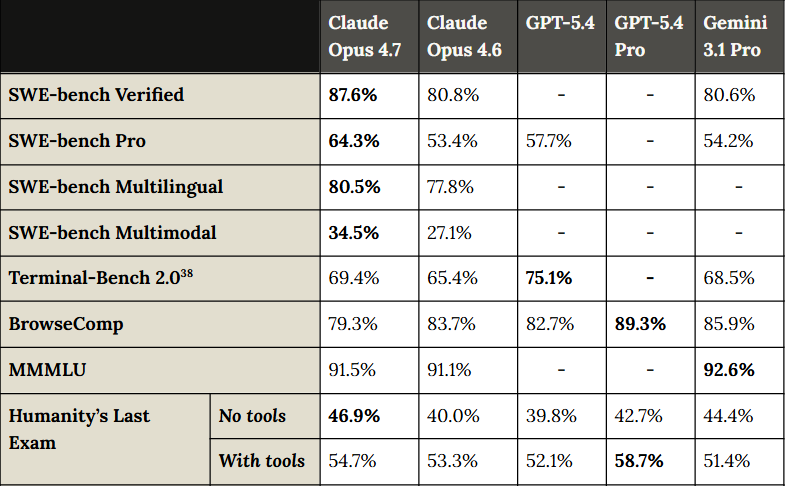 Claude Opus 4.7 Claude Opus 4.6 GPT-5.4 GPT-5.4 Pro Gemini 3.1 Pro
SWE-bench Verified 87.6% 80.8% - - 80.6%
SWE-bench Pro 64.3% 53.4% 57.7% - 54.2%
SWE-bench Multilingual 80.5% 77.8% - - -
SWE-bench Multimodal 34.5% 27.1% - - -
Terminal-Bench 2.0³⁸ 69.4% 65.4% 75.1% - 68.5%
BrowseComp 79.3% 83.7% 82.7% 89.3% 85.9%
MMMLU 91.5% 91.1% - - 92.6%
Humanity’s Last Exam No tools 46.9% 40.0% 39.8% 42.7% 44.4%
With tools 54.7% 53.3% 52.1% 58.7% 51.4%